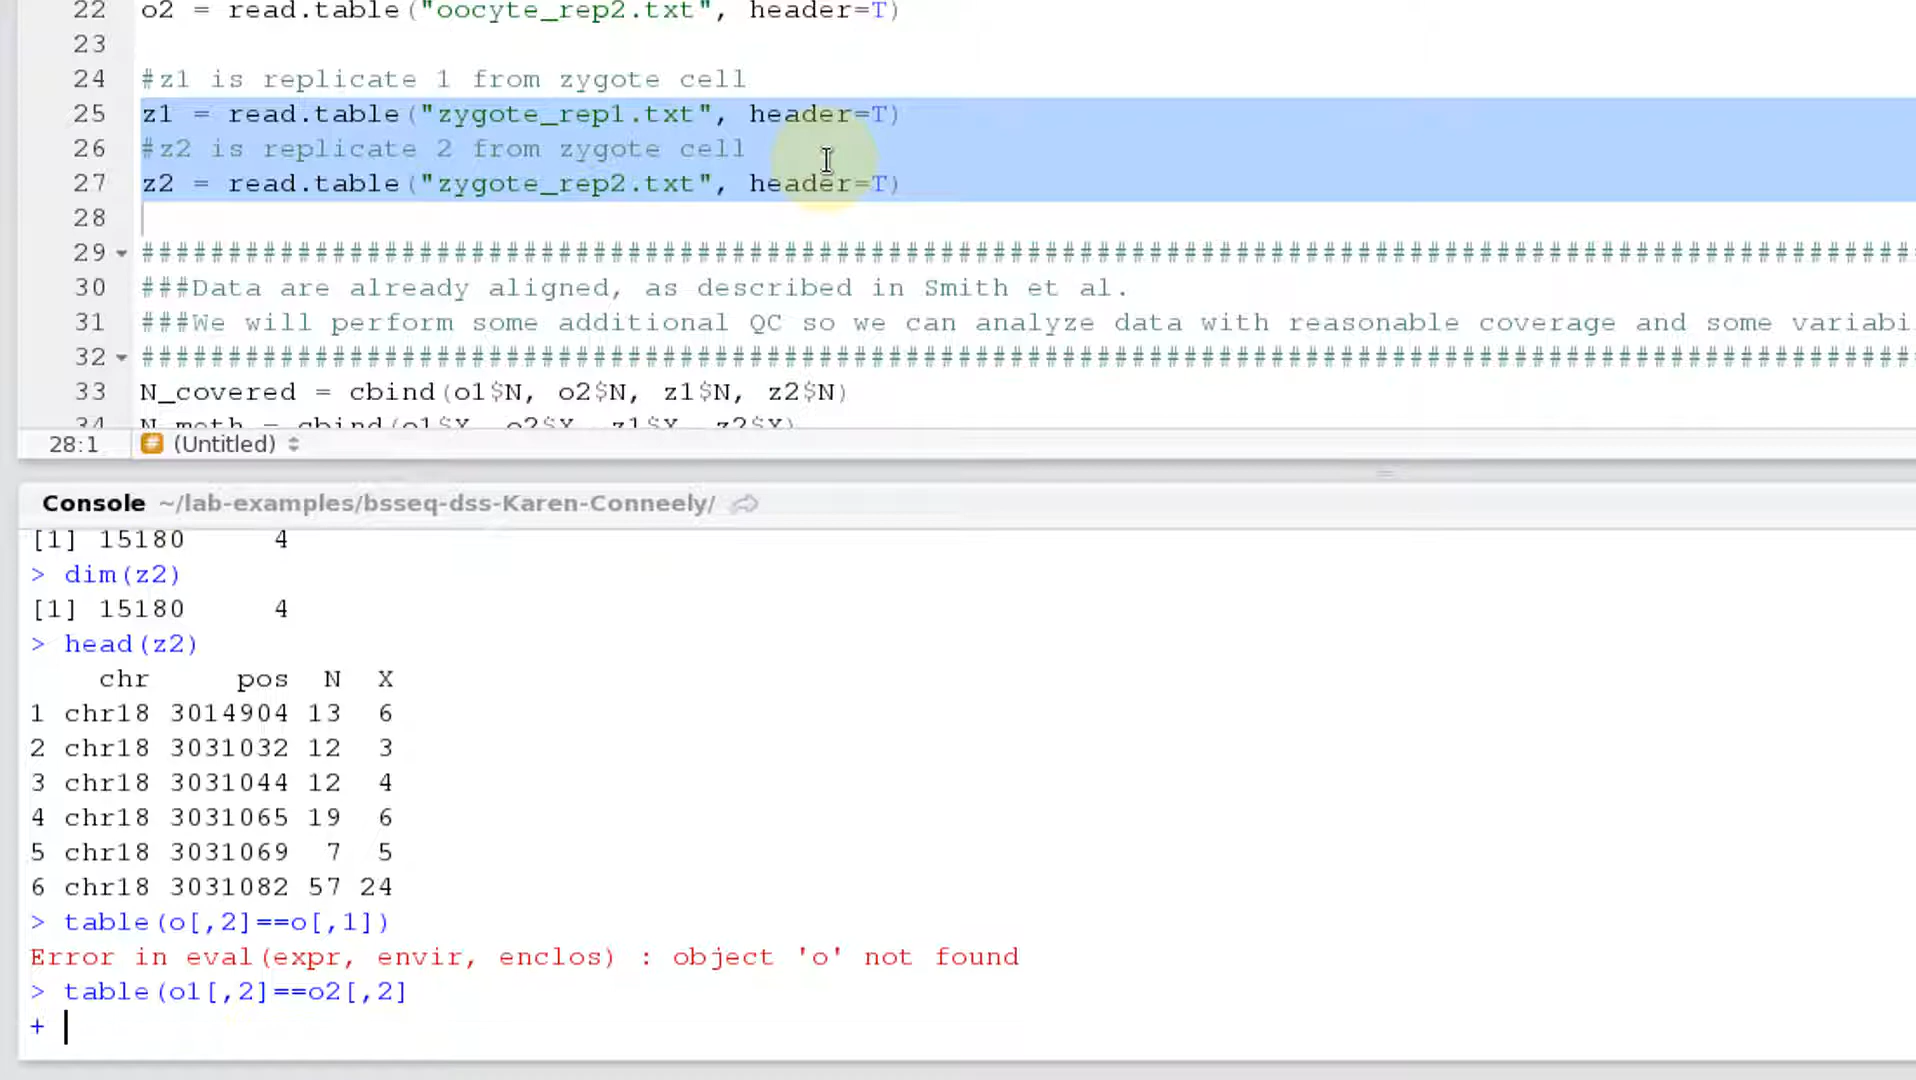 22 o2 = read.table("oocyte_rep2.txt", header=T)
23
24 #z1 is replicate 1 from zygote cell
25 z1 = read.table("zygote_rep1.txt", header=T)
26 #z2 is replicate 2 from zygote cell
27 z2 = read.table("zygote_rep2.txt", header=T)
28
29 ######################################################################################################
30 ###Data are already aligned, as described in Smith et al.
31 ###We will perform some additional QC so we can analyze data with reasonable coverage and some variabi
32 ######################################################################################################
33 N_covered = cbind(o1$N, o2$N, z1$N, z2$N)
34 N_meth = cbind(o1$X, o2$X, z1$X, z2$X)
28:1 (Untitled)
Console ~/lab-examples/bsseq-dss-Karen-Conneely/
[1] 15180 4
> dim(z2)
[1] 15180 4
> head(z2)
chr pos N X
1 chr18 3014904 13 6
2 chr18 3031032 12 3
3 chr18 3031044 12 4
4 chr18 3031065 19 6
5 chr18 3031069 7 5
6 chr18 3031082 57 24
> table(o[,2]==o[,1])
Error in eval(expr, envir, enclos) : object 'o' not found
> table(o1[,2]==o2[,2]
+